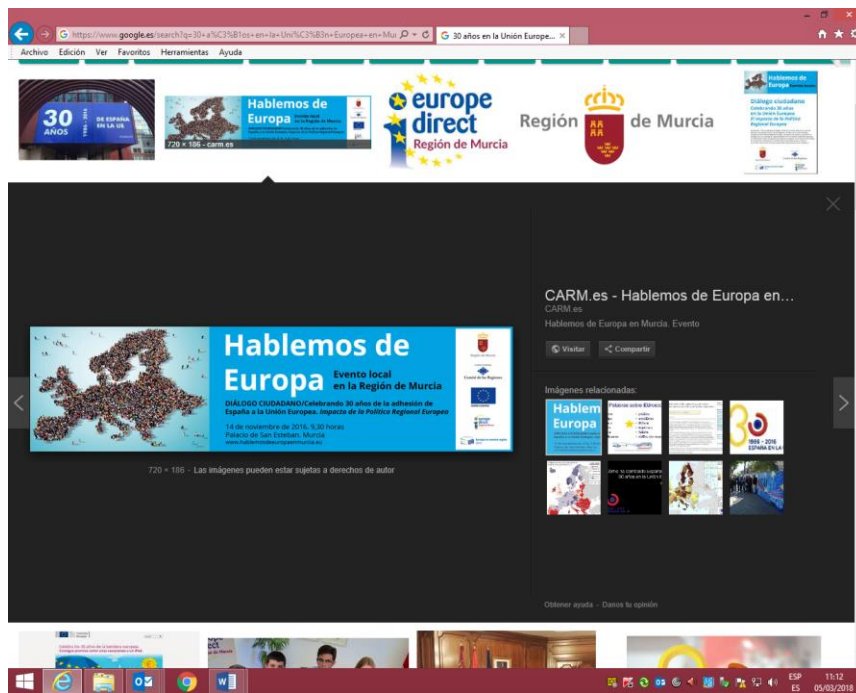 https://www.google.es/search?q=30+a%C3%B1os+en+la+Uni%C3%B3n+Europea+en+Mur
30 años en la Unión Europe...
Archivo Edición Ver Favoritos Herramientas Ayuda
30 AÑOS
1986 - 2016
DE ESPAÑA
EN LA UE
Hablemos de
Europa
720 × 186 - carm.es
europe
direct
Región de Murcia
Región de Murcia
Hablemos de
Europa
Diálogo ciudadano
Celebrando 30 años
CARM.es - Hablemos de Europa en...
CARM.es
Hablemos de Europa en Murcia. Evento
Visitar
Compartir
Hablemos de
Europa Evento local
en la Región de Murcia
DIÁLOGO CIUDADANO/Celebrando 30 años de la adhesión de
España a la Unión Europea. Impacto de la Política Regional Europea
14 de noviembre de 2016, 9,30 horas
Palacio de San Esteban. Murcia
www.hablemosdeeuropaenmurcia.eu
720 × 186 - Las imágenes pueden estar sujetas a derechos de autor
Imágenes relacionadas:
Hablem
Europa
1986 - 2016
ESPAÑA EN LA
Obtener ayuda - Danos tu opinión
ESP
ES
11:12
05/03/2018